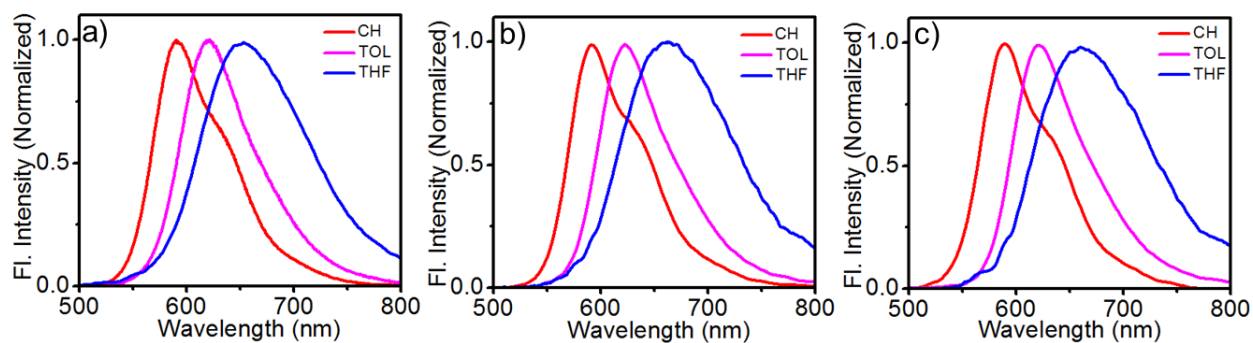 a)
CH
TOL
THF
Fl. Intensity (Normalized)
1.0
0.5
0.0
500 600 700 800
Wavelength (nm)
b)
CH
TOL
THF
Fl. Intensity (Normalized)
1.0
0.5
0.0
500 600 700 800
Wavelength (nm)
c)
CH
TOL
THF
Fl. Intensity (Normalized)
1.0
0.5
0.0
500 600 700 800
Wavelength (nm)